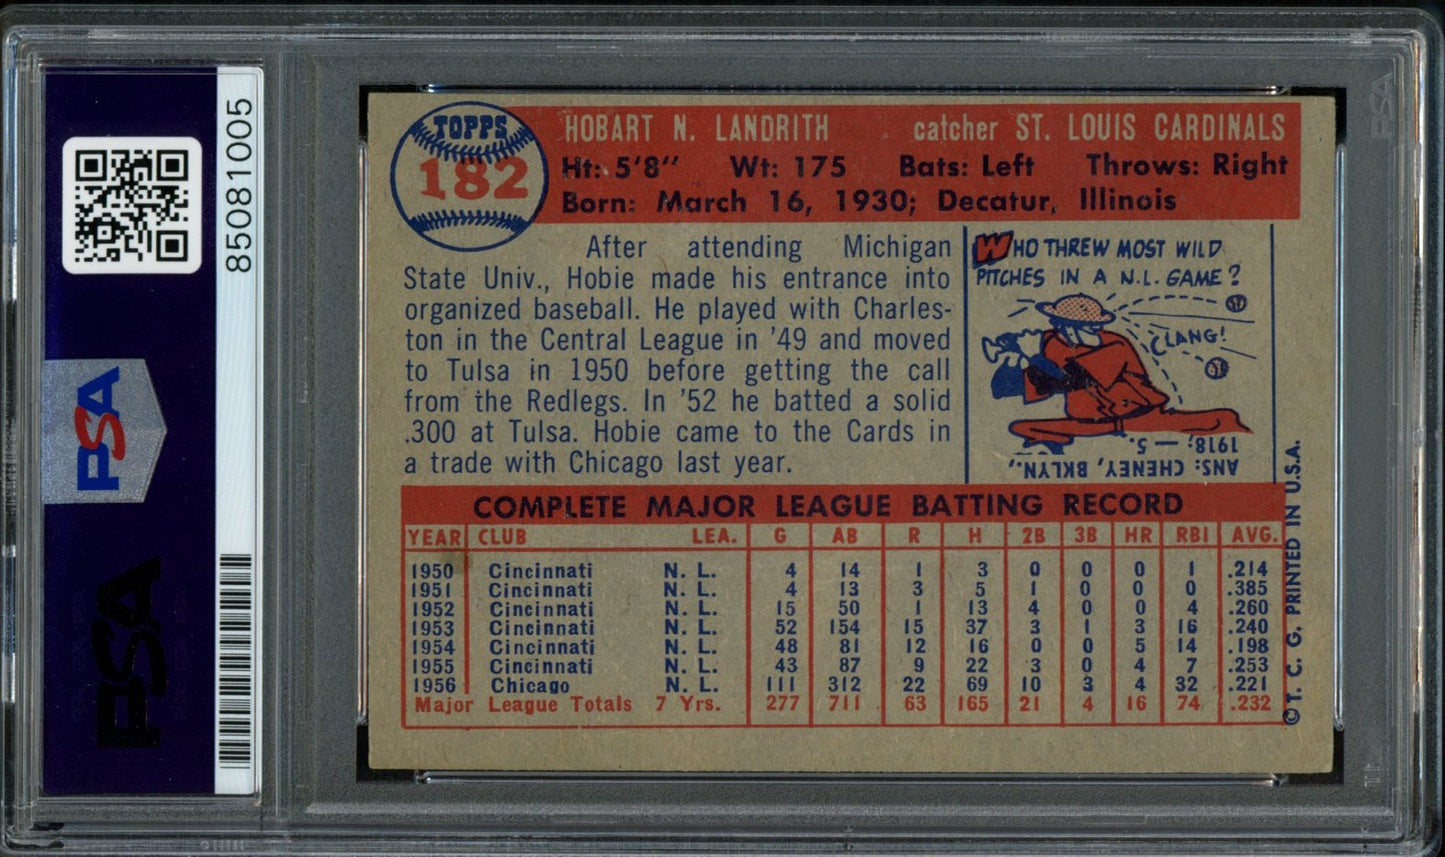 85081005
PSA
PSA
PSA
TOPPS
182
HOBART N. LANDRITH catcher ST. LOUIS CARDINALS
Ht: 5'8" Wt: 175 Bats: Left Throws: Right
Born: March 16, 1930; Decatur, Illinois
After attending Michigan
State Univ., Hobie made his entrance into
organized baseball. He played with Charles-
ton in the Central League in '49 and moved
to Tulsa in 1950 before getting the call
from the Redlegs. In '52 he batted a solid
.300 at Tulsa. Hobie came to the Cards in
a trade with Chicago last year.
WHO THREW MOST WILD
PITCHES IN A N.L. GAME?
CLANG!
ANS: CHENEY, BKLYN.,
1918; — 5.
COMPLETE MAJOR LEAGUE BATTING RECORD
YEAR CLUB LEA. G AB R H 2B 3B HR RBI AVG.
1950 Cincinnati N. L. 4 14 1 3 0 0 0 1 .214
1951 Cincinnati N. L. 4 13 3 5 1 0 0 0 .385
1952 Cincinnati N. L. 15 50 1 13 4 0 0 4 .260
1953 Cincinnati N. L. 52 154 15 37 3 1 3 16 .240
1954 Cincinnati N. L. 48 81 12 16 0 0 5 14 .198
1955 Cincinnati N. L. 43 87 9 22 3 0 4 7 .253
1956 Chicago N. L. 111 312 22 69 10 3 4 32 .221
Major League Totals 7 Yrs. 277 711 63 165 21 4 16 74 .232
© T. C. G. PRINTED IN U.S.A.